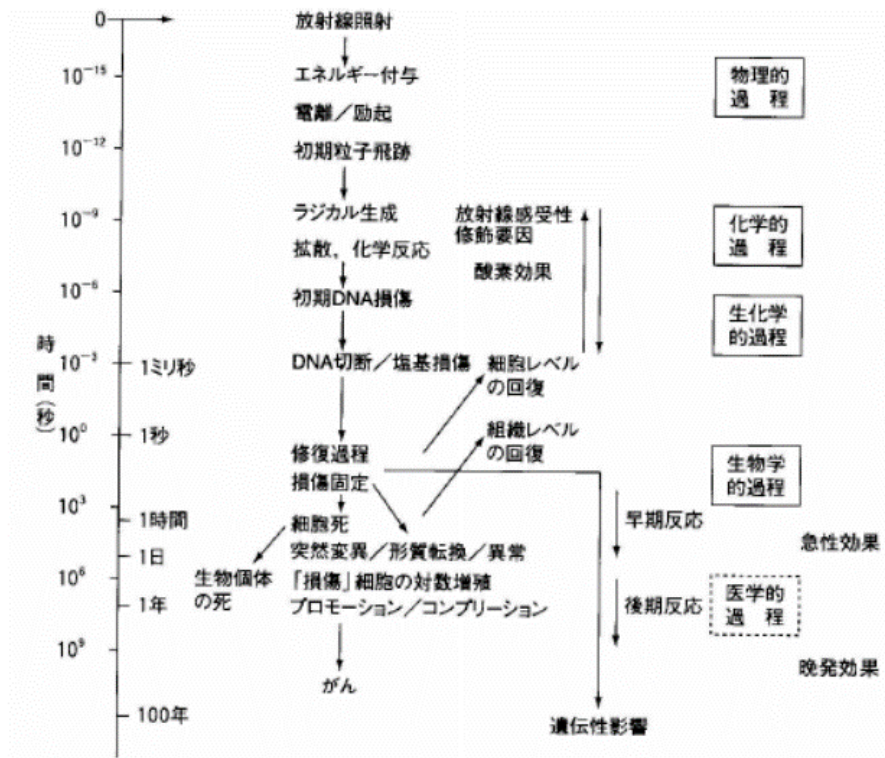 0
放射線照射
10⁻¹⁵
エネルギー付与
物理的
過 程
電離／励起
10⁻¹²
初期粒子飛跡
10⁻⁹
ラジカル生成
放射線感受性
修飾要因
化学的
過 程
拡散，化学反応
酸素効果
10⁻⁶
初期DNA損傷
生化学
的過程
時間(秒)
10⁻³
1ミリ秒
DNA切断／塩基損傷
細胞レベル
の回復
10⁰
1秒
組織レベル
の回復
修復過程
損傷固定
生物学
的過程
10³
1時間
細胞死
早期反応
急性効果
1日
突然変異／形質転換／異常
10⁶
生物個体
の死
「損傷」細胞の対数増殖
プロモーション／コンプリーション
1年
後期反応
医学的
過 程
10⁹
晩発効果
がん
100年
遺伝性影響